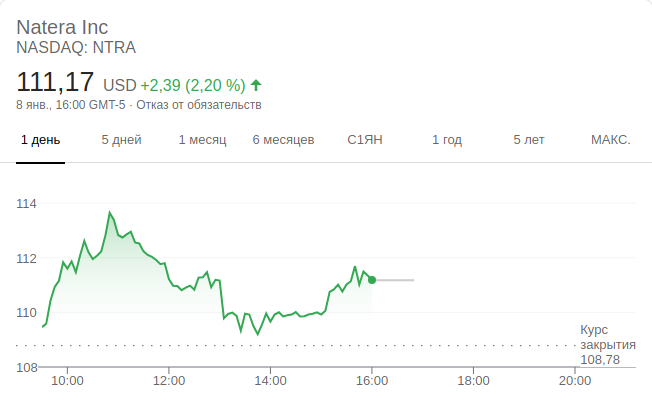 Natera Inc
NASDAQ: NTRA
111,17 USD +2,39 (2,20 %)
8 янв., 16:00 GMT-5 · Отказ от обязательств
1 день 5 дней 1 месяц 6 месяцев С1ЯН 1 год 5 лет МАКС.
114
112
110
108
Курс
закрытия
108,78
10:00 12:00 14:00 16:00 18:00 20:00